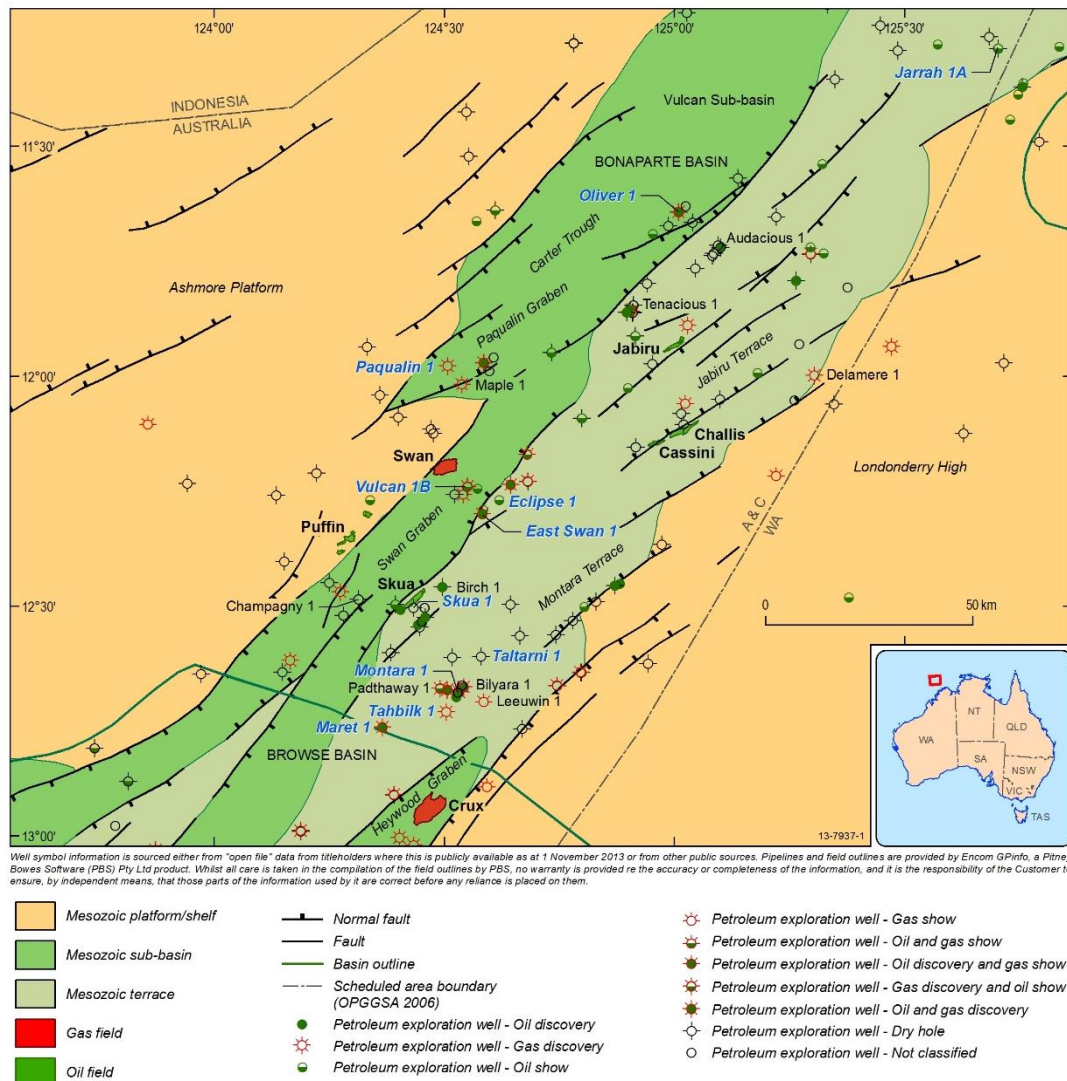 124°00'
124°30'
125°00'
125°30'
Jarrah 1A
INDONESIA
AUSTRALIA
Vulcan Sub-basin
11°30'
BONAPARTE BASIN
Oliver 1
Carter Trough
Audacious 1
Ashmore Platform
Paqualin Graben
Tenacious 1
Jabiru
Jabiru Terrace
12°00'
Paqualin 1
Maple 1
Delamere 1
Challis
Cassini
Swan
Londonderry High
Vulcan 1B
Eclipse 1
A & C
WA
East Swan 1
Puffin
Swan Graben
Montara Terrace
Skua
Birch 1
12°30'
Champagny 1
Skua 1
0
50 km
Taltarni 1
Montara 1
Padthaway 1
Bilyara 1
Leeuwin 1
Tahbilk 1
Maret 1
BROWSE BASIN
Heywood Graben
Crux
13°00'
13-7937-1
NT
WA
QLD
SA
NSW
VIC
TAS
Well symbol information is sourced either from "open file" data from titleholders where this is publicly available as at 1 November 2013 or from other public sources. Pipelines and field outlines are provided by Encom GPinfo, a Pitney
Bowes Software (PBS) Pty Ltd product. Whilst all care is taken in the compilation of the field outlines by PBS, no warranty is provided re the accuracy or completeness of the information, and it is the responsibility of the Customer to
ensure, by independent means, that those parts of the information used by it are correct before any reliance is placed on them.
Mesozoic platform/shelf
Mesozoic sub-basin
Mesozoic terrace
Gas field
Oil field
Normal fault
Fault
Basin outline
Scheduled area boundary
(OPGGSA 2006)
Petroleum exploration well - Oil discovery
Petroleum exploration well - Gas discovery
Petroleum exploration well - Oil show
Petroleum exploration well - Gas show
Petroleum exploration well - Oil and gas show
Petroleum exploration well - Oil discovery and gas show
Petroleum exploration well - Gas discovery and oil show
Petroleum exploration well - Oil and gas discovery
Petroleum exploration well - Dry hole
Petroleum exploration well - Not classified